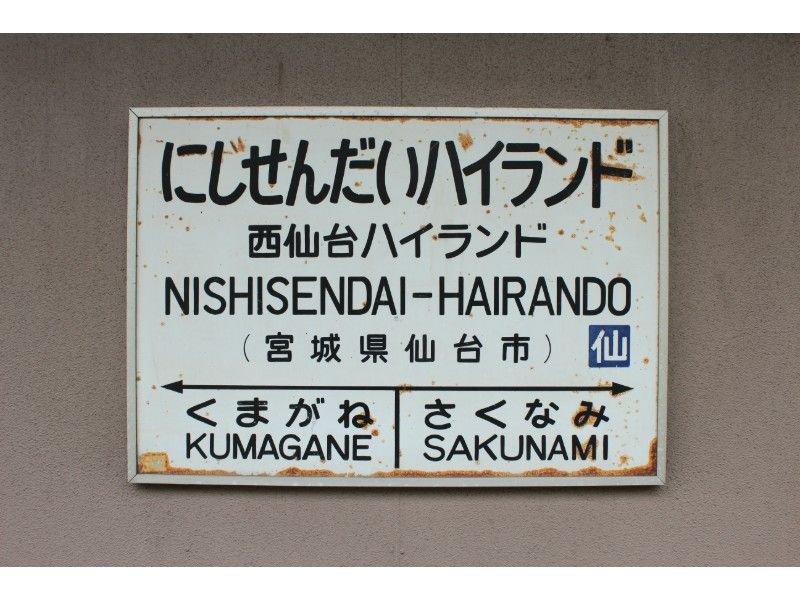 にじせんだいハイランド
西仙台ハイランド
NISHISENDAI-HAIRANDO
(宮城県仙台市) 仙
くまがね さくなみ
KUMAGANE SAKUNAMI